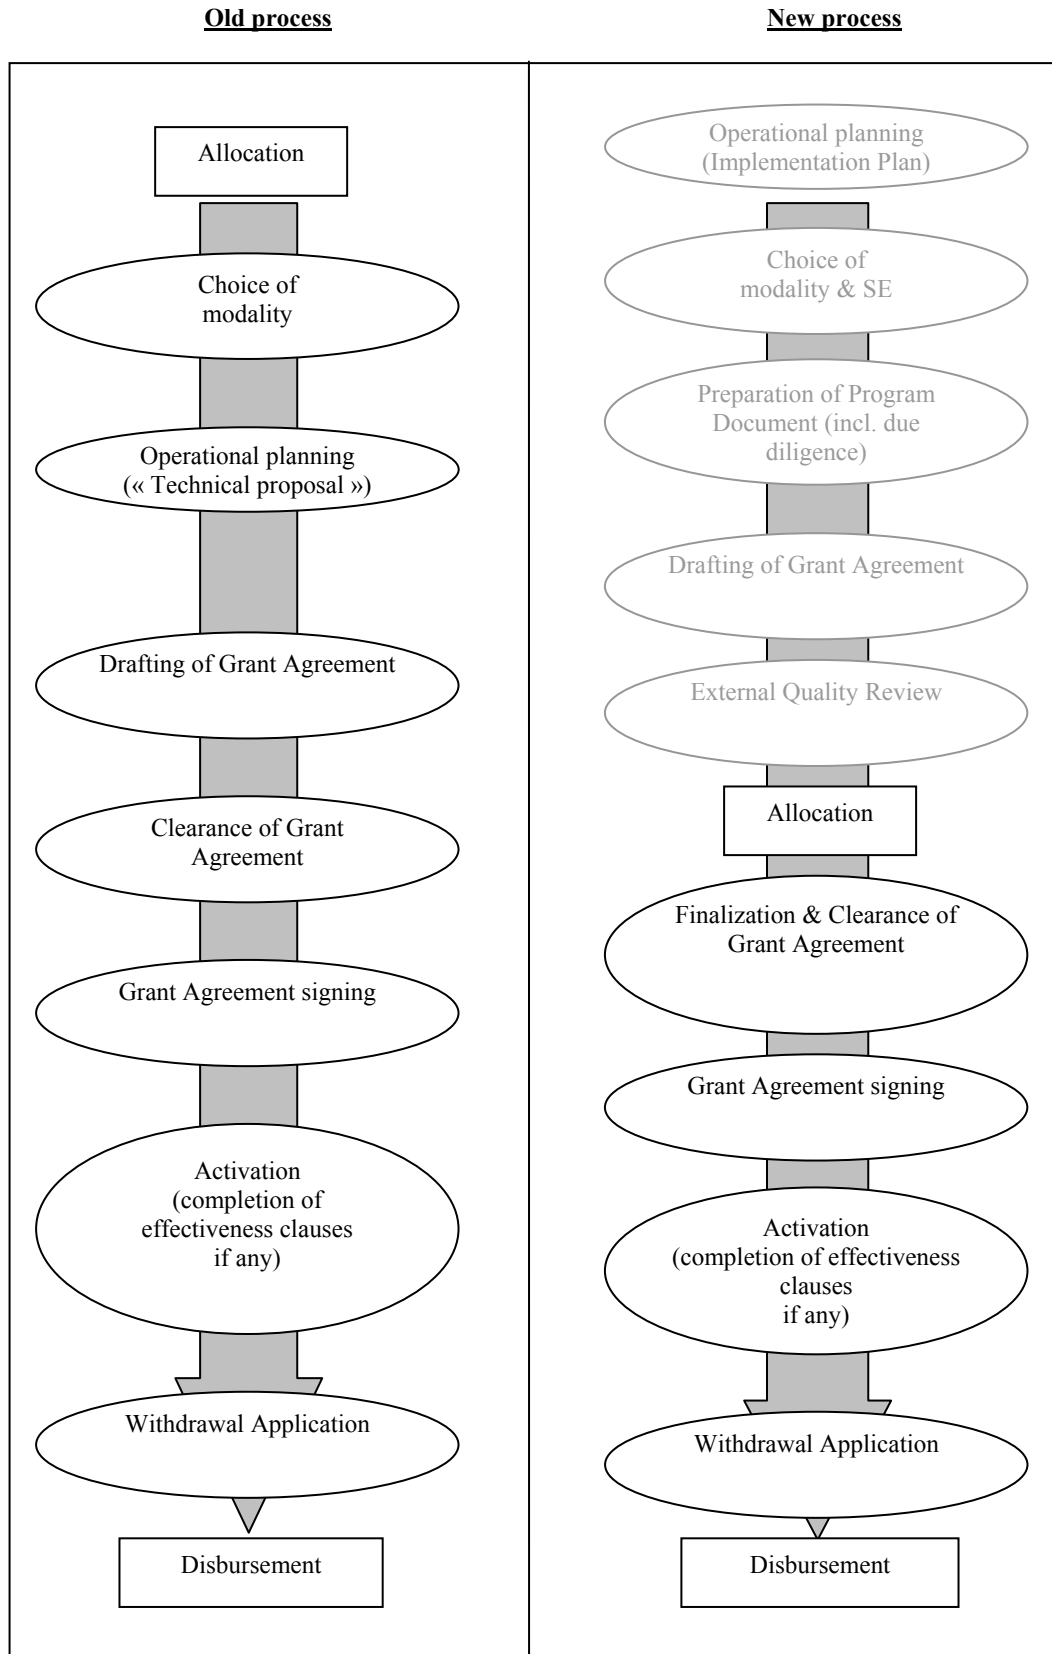 Old process
Allocation
Choice of
modality
Operational planning
(« Technical proposal »)
Drafting of Grant Agreement
Clearance of Grant
Agreement
Grant Agreement signing
Activation
(completion of
effectiveness clauses
if any)
Withdrawal Application
Disbursement
New process
Operational planning
(Implementation Plan)
Choice of
modality & SE
Preparation of Program
Document (incl. due
diligence)
Drafting of Grant Agreement
External Quality Review
Allocation
Finalization & Clearance of
Grant Agreement
Grant Agreement signing
Activation
(completion of effectiveness
clauses
if any)
Withdrawal Application
Disbursement